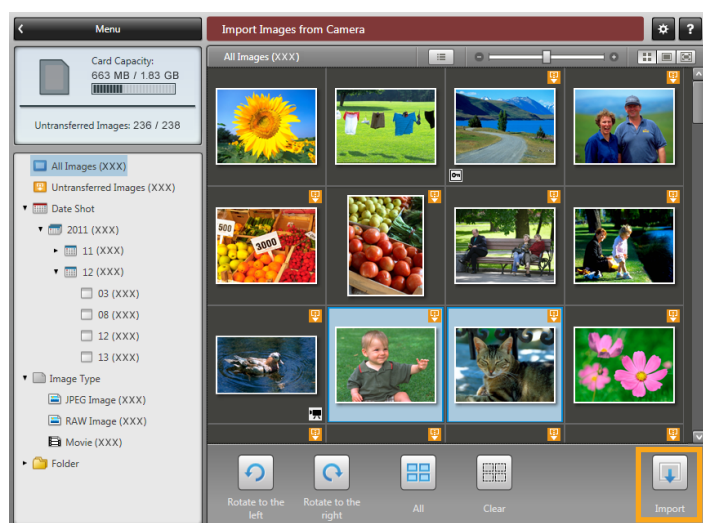 Menu
Import Images from Camera
?
Card Capacity:
663 MB / 1.83 GB
Untransferred Images: 236 / 238
All Images (XXX)
All Images (XXX)
Untransferred Images (XXX)
Date Shot
2011 (XXX)
11 (XXX)
12 (XXX)
03 (XXX)
08 (XXX)
12 (XXX)
13 (XXX)
Image Type
JPEG Image (XXX)
RAW Image (XXX)
Movie (XXX)
Folder
500
3000
Rotate to the
left
Rotate to the
right
All
Clear
Import